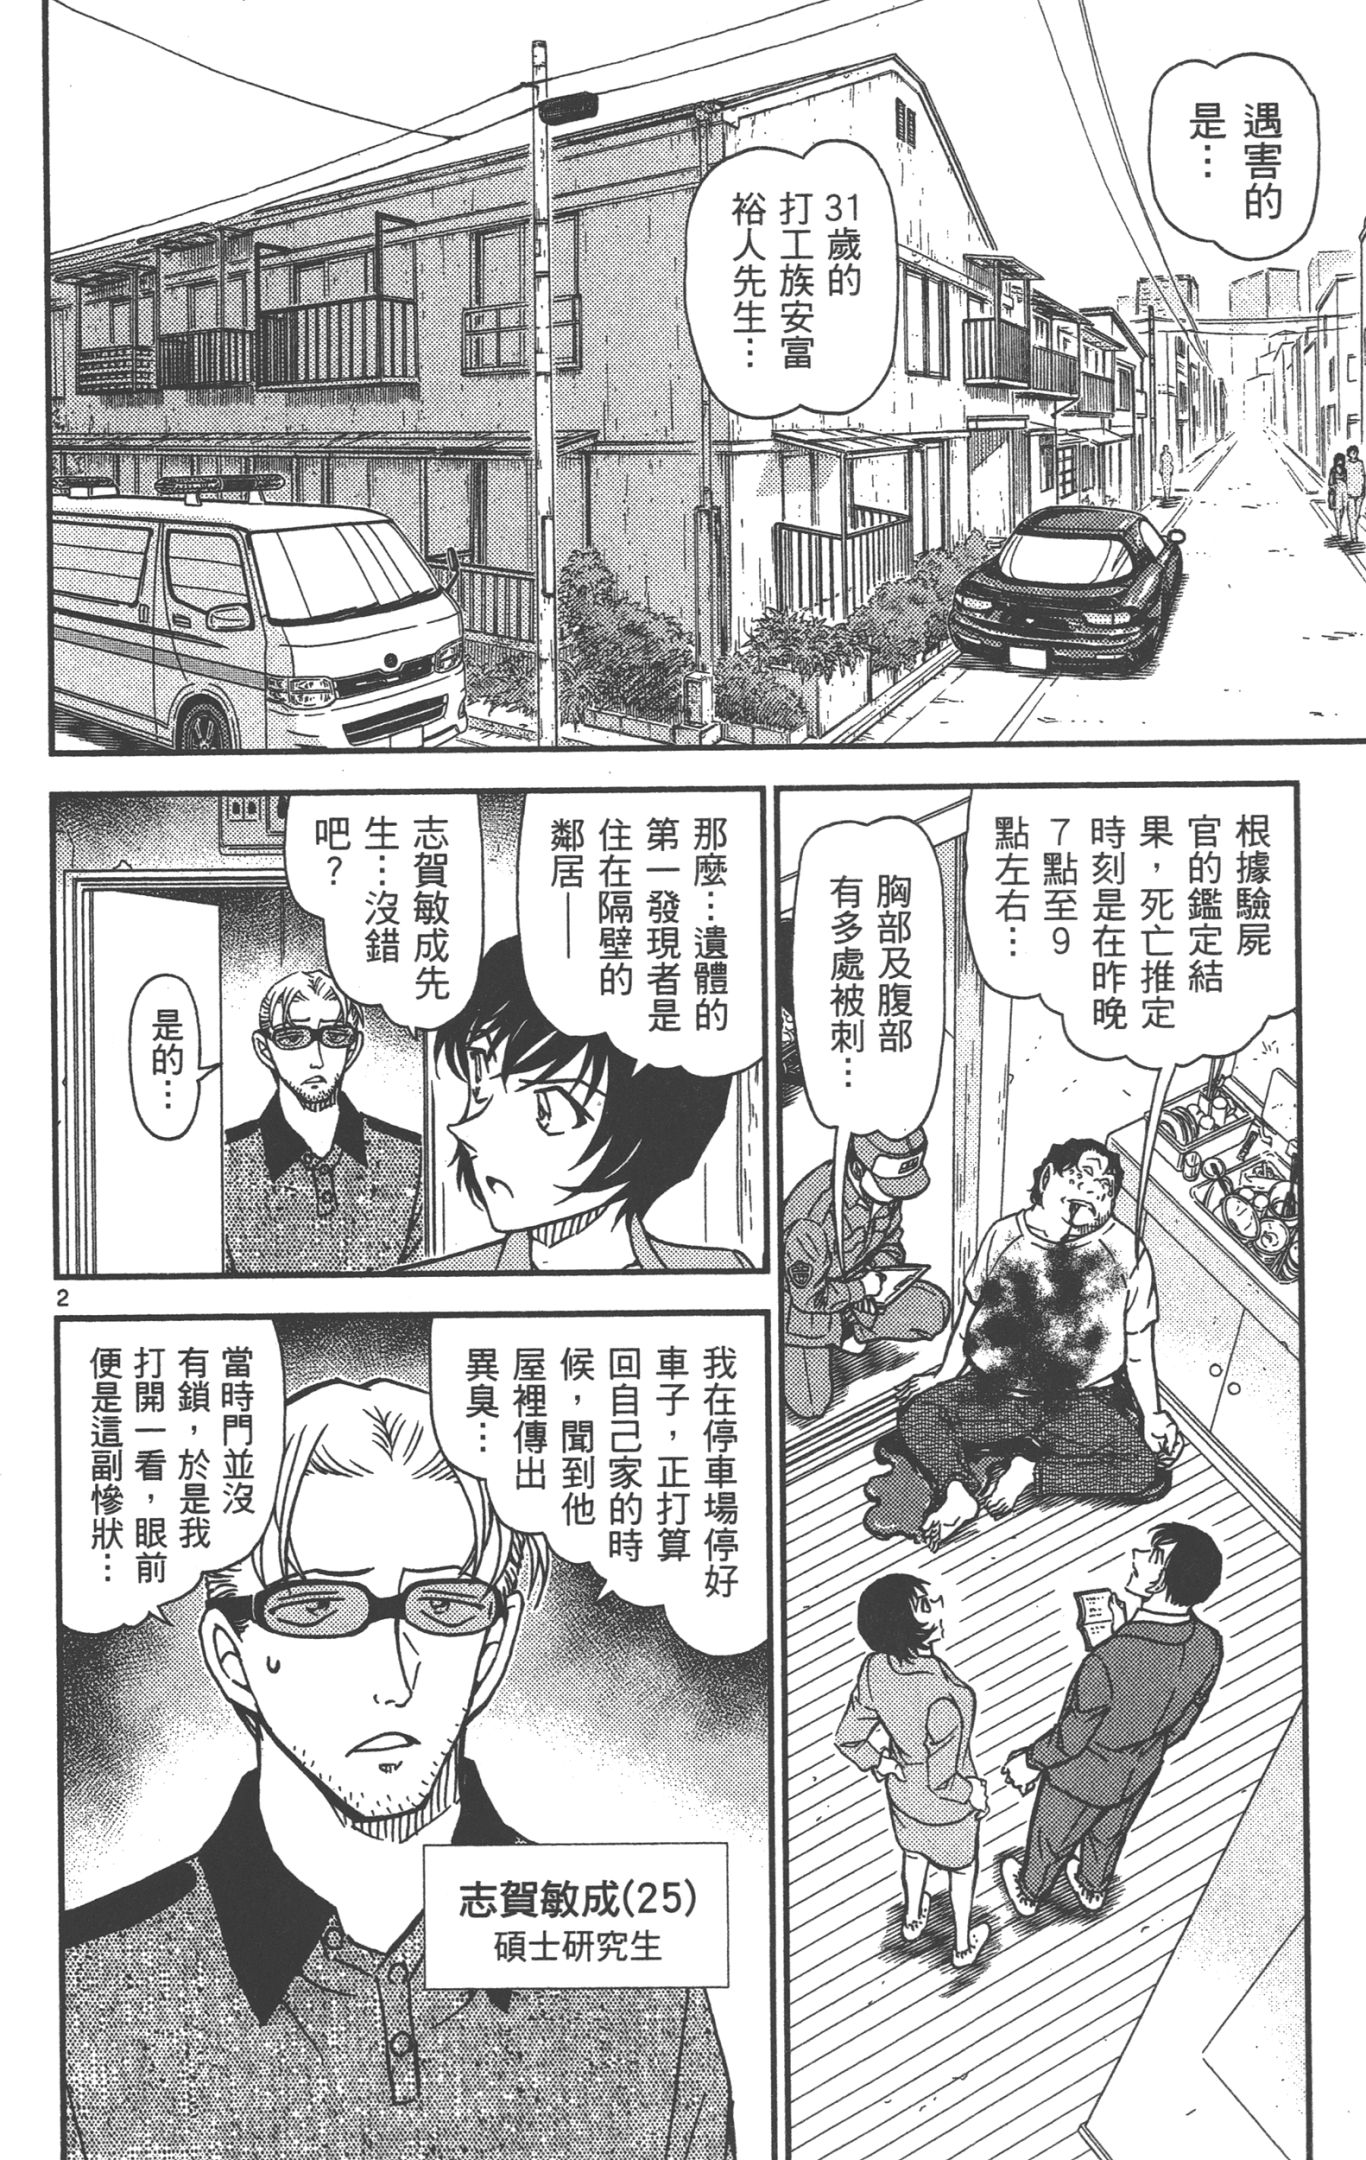 遇害的
是⋯
31歲的
打工族安富
裕人先生⋯
根據驗屍
官的鑑定結
果，死亡推定
時刻是在昨晚
7點至9
點左右⋯
胸部及腹部
有多處被刺⋯
那麼⋯遺體的
第一發現者是
住在隔壁的
鄰居——
志賀敏成先
生⋯沒錯
吧？
是的⋯
2
我在停車場停好
車子，正打算
回自己家的時
候，聞到他
屋裡傳出
異臭⋯
當時門並沒
有鎖，於是我
打開一看，眼前
便是這副慘狀⋯
志賀敏成(25)
碩士研究生